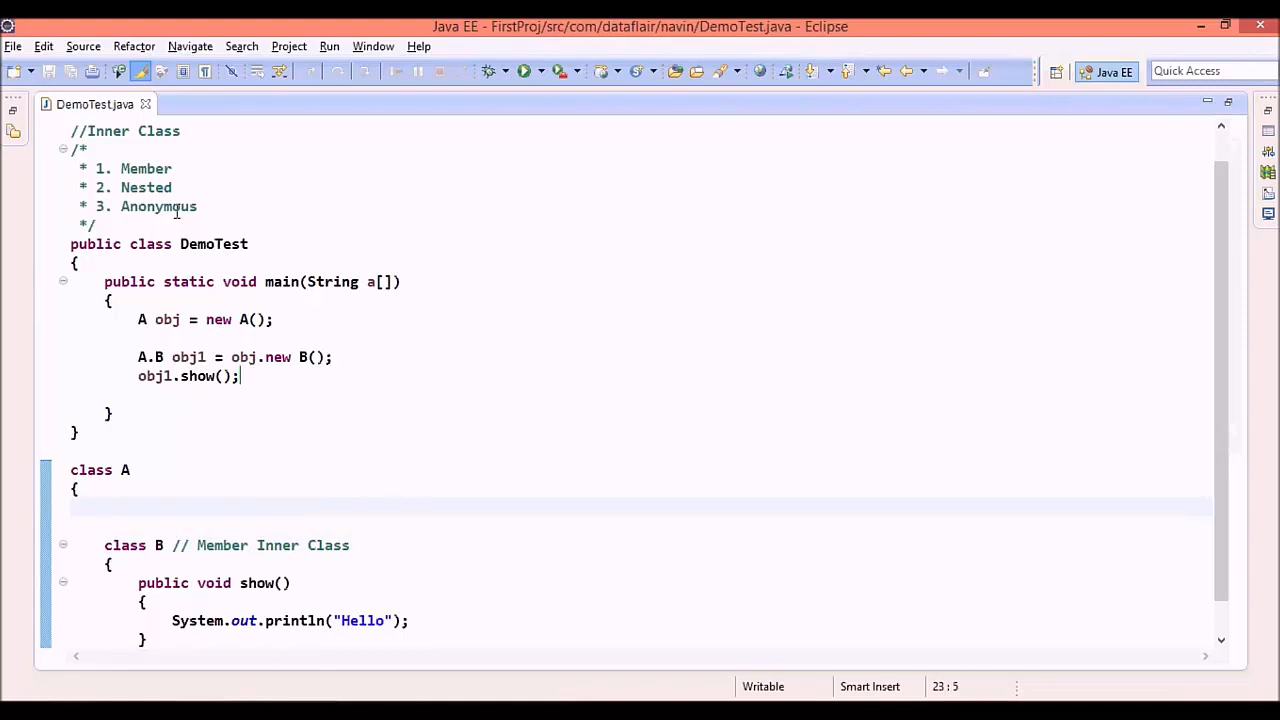 Java EE - FirstProj/src/com/dataflair/navin/DemoTest.java - Eclipse
File Edit Source Refactor Navigate Search Project Run Window Help
Java EE Quick Access
DemoTest.java
//Inner Class
/*
* 1. Member
* 2. Nested
* 3. Anonymous
*/
public class DemoTest
{
public static void main(String a[])
{
A obj = new A();
A.B obj1 = obj.new B();
obj1.show();
}
}
class A
{
class B // Member Inner Class
{
public void show()
{
System.out.println("Hello");
}
Writable Smart Insert 23 : 5